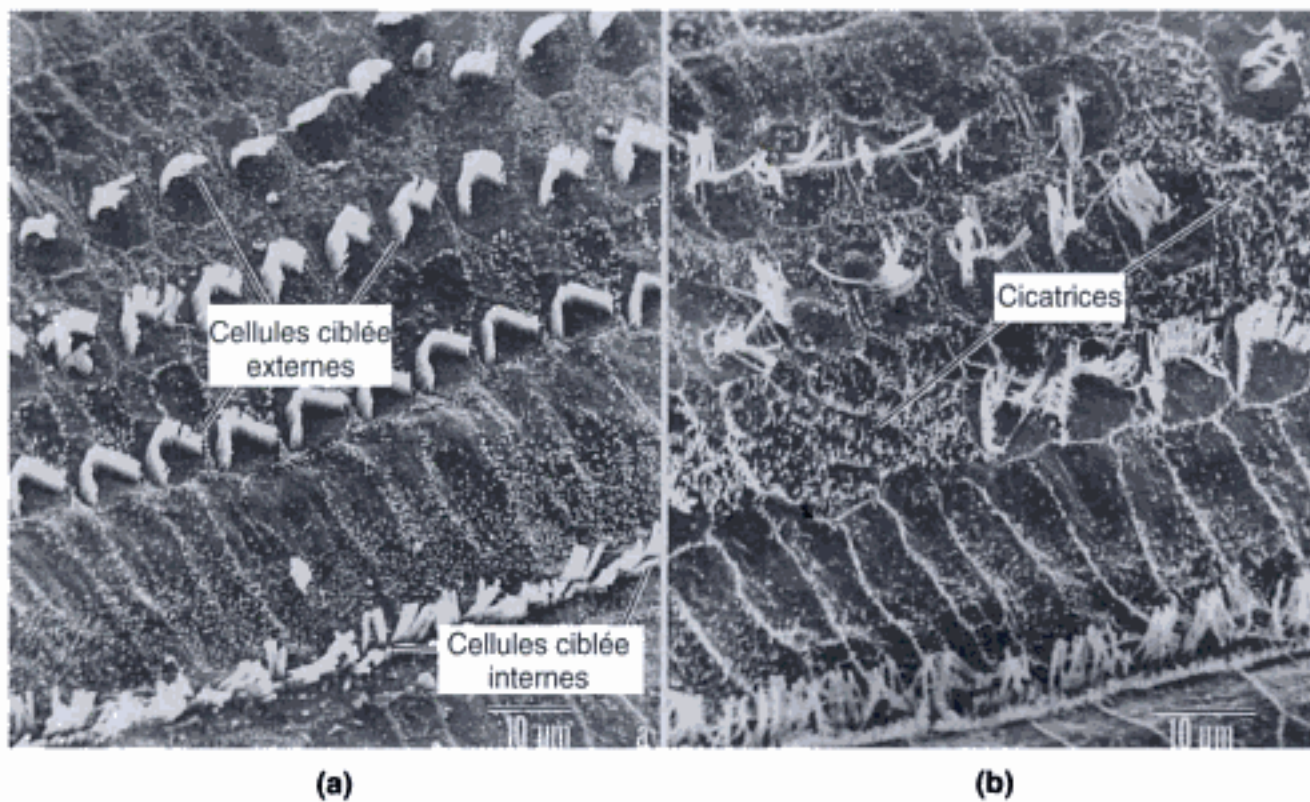 Cellules ciblée
externes
Cellules ciblée
internes
10 µm
a
(a)
Cicatrices
10 µm
(b)